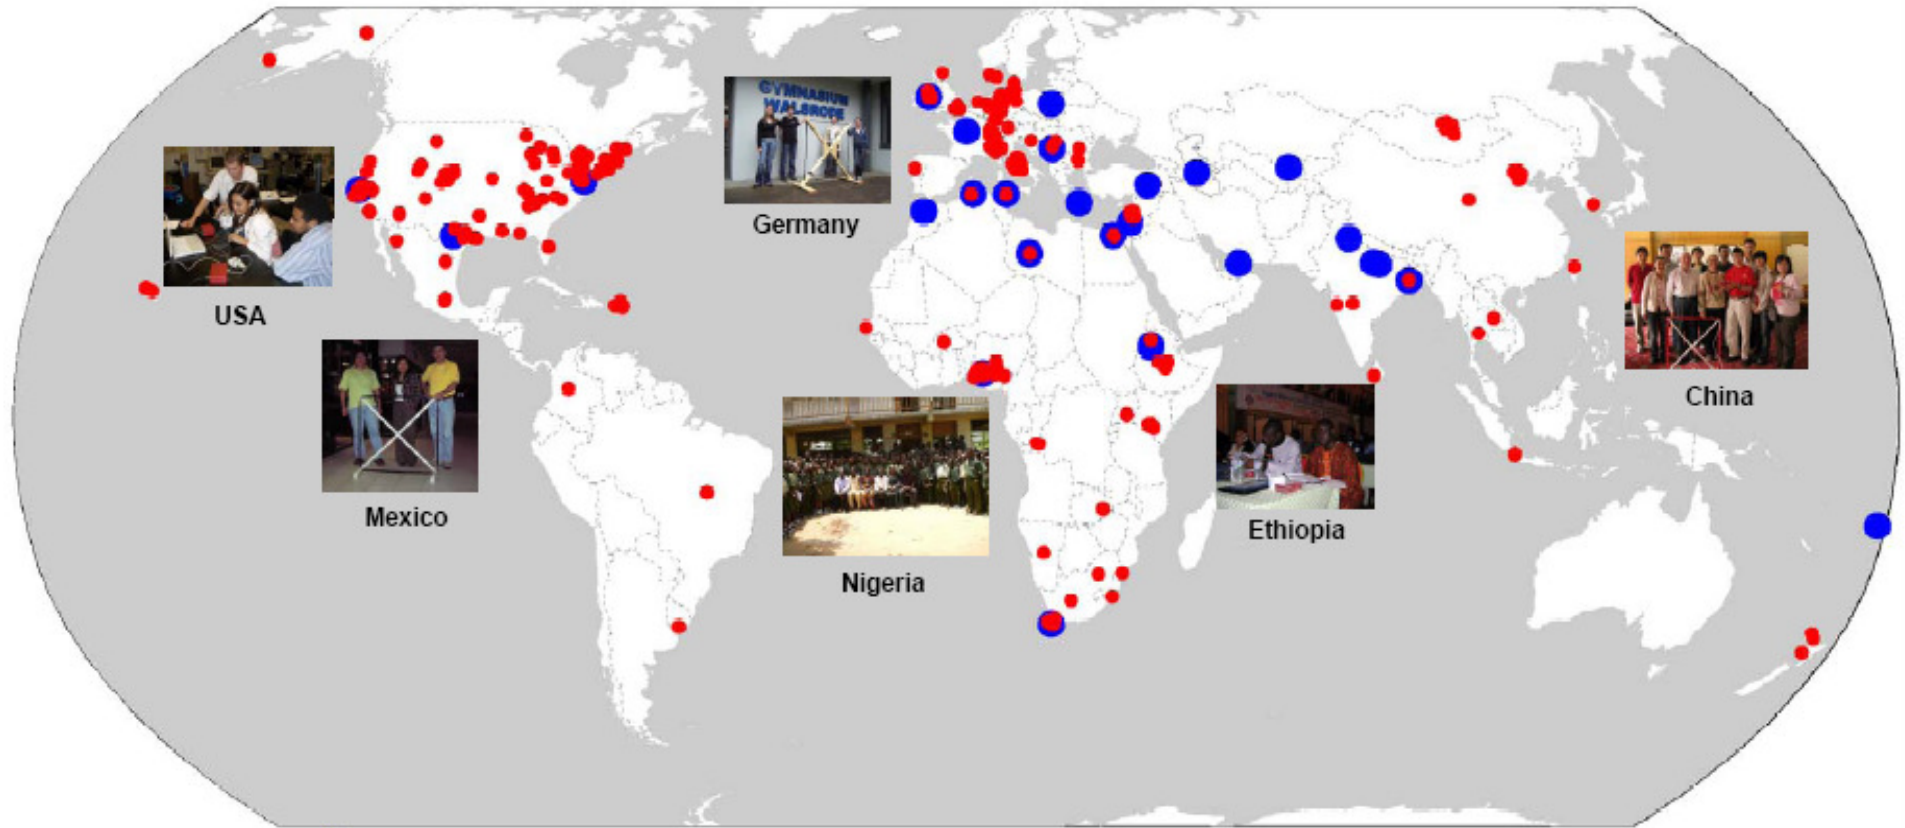 GYMNASIUM
WALSRODE
Germany
USA
China
Mexico
Ethiopia
Nigeria